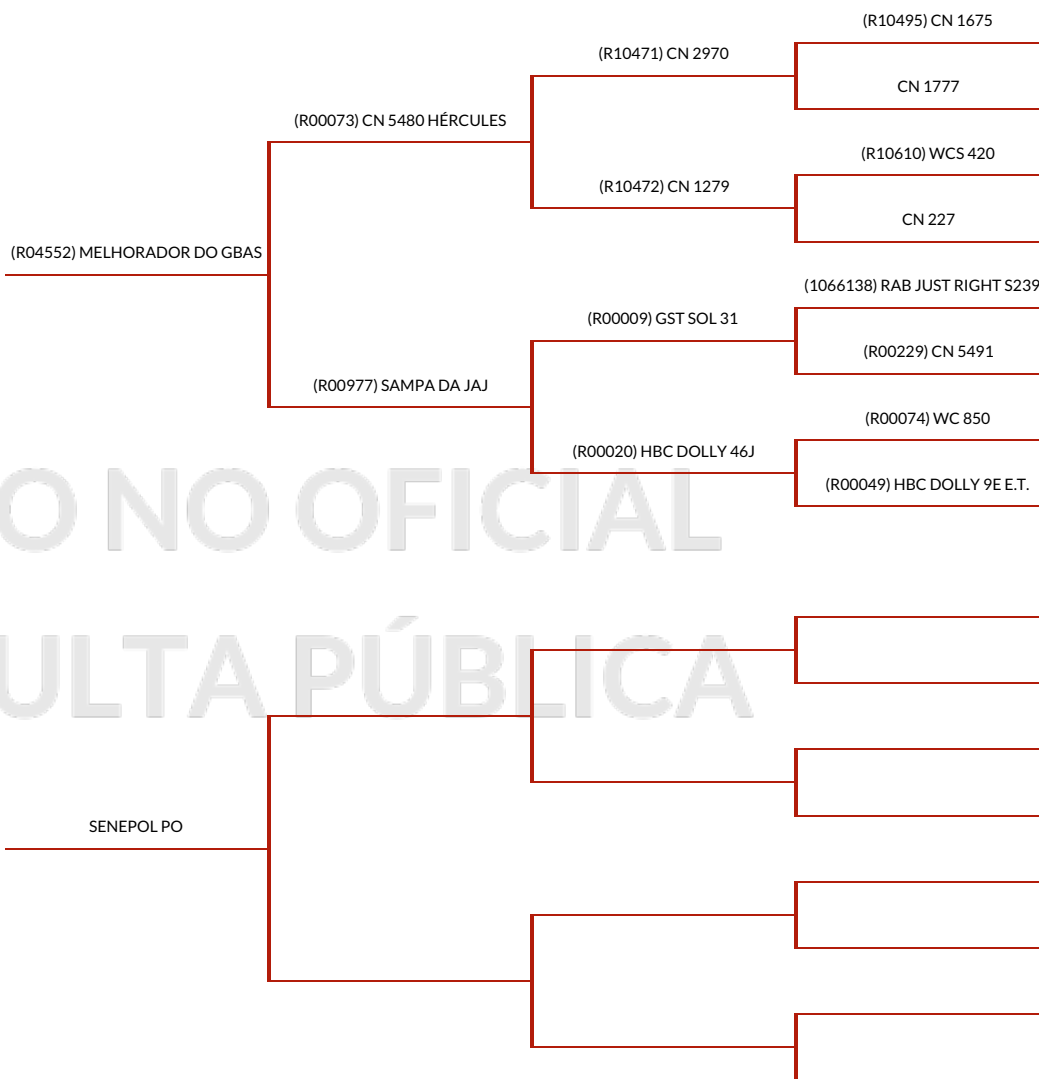 (R10495) CN 1675
(R10471) CN 2970
CN 1777
(R00073) CN 5480 HÉRCULES
(R10610) WCS 420
(R10472) CN 1279
CN 227
(R04552) MELHORADOR DO GBAS
(1066138) RAB JUST RIGHT S239
(R00009) GST SOL 31
(R00229) CN 5491
(R00977) SAMPA DA JAJ
(R00074) WC 850
(R00020) HBC DOLLY 46J
(R00049) HBC DOLLY 9E E.T.
O NO OFICIAL
ULTA PÚBLICA
SENEPOL PO